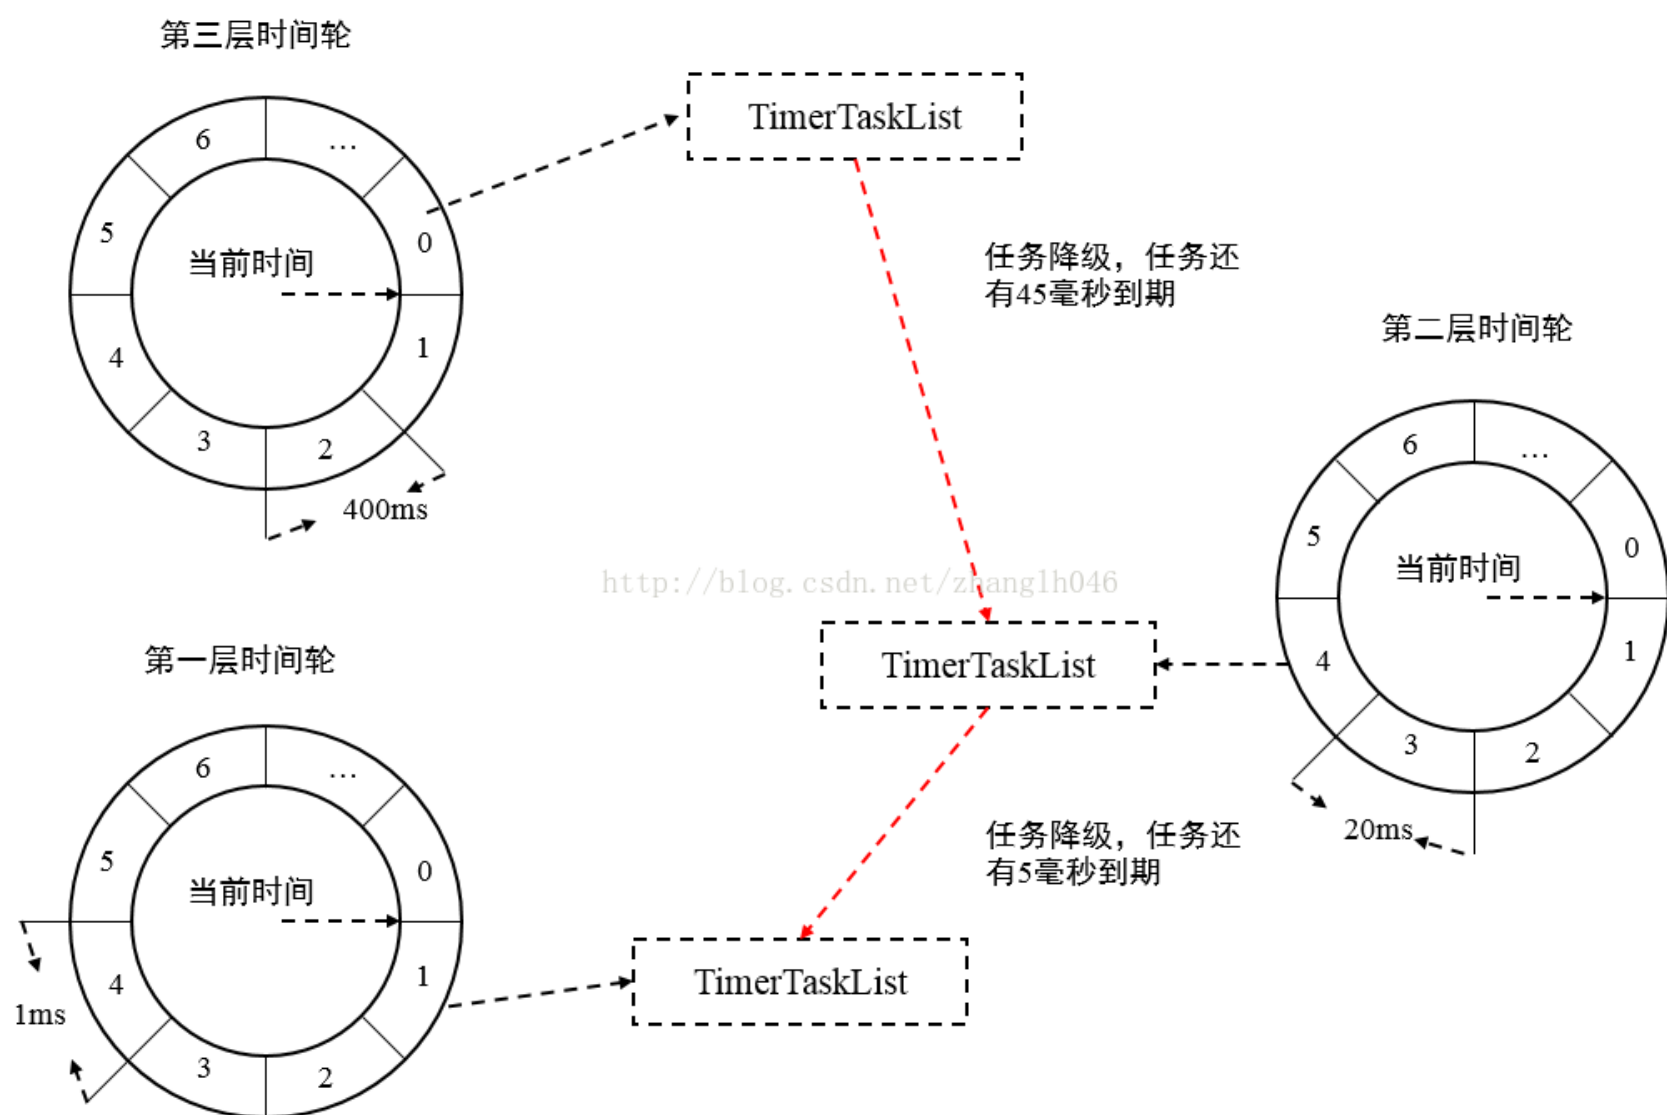 第三层时间轮
6
...
5
0
当前时间
4
1
3
2
400ms
TimerTaskList
任务降级，任务还
有45毫秒到期
第二层时间轮
6
...
5
0
当前时间
4
1
3
2
20ms
http://blog.csdn.net/zhanglh046
TimerTaskList
任务降级，任务还
有5毫秒到期
第一层时间轮
6
...
5
0
当前时间
4
1
1ms
3
2
TimerTaskList